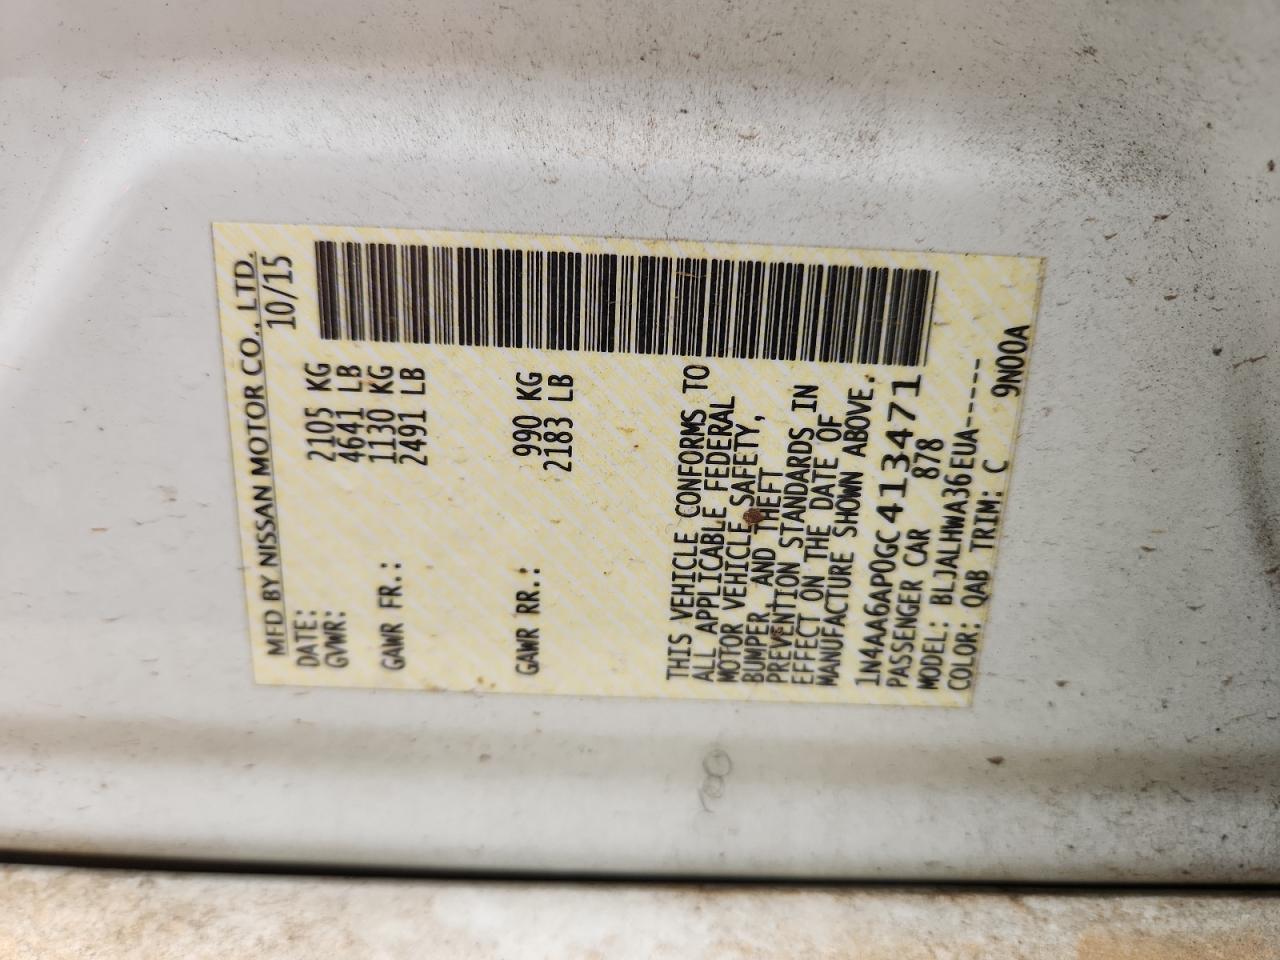 MFD BY NISSAN MOTOR CO., LTD.
DATE: 10/15
GVWR: 2105 KG
4641 LB
GAWR FR.: 1130 KG
2491 LB
GAWR RR.: 990 KG
2183 LB
THIS VEHICLE CONFORMS TO
ALL APPLICABLE FEDERAL
MOTOR VEHICLE SAFETY,
BUMPER, AND THEFT
PREVENTION STANDARDS IN
EFFECT ON THE DATE OF
MANUFACTURE SHOWN ABOVE.
1N4AA6AP0GC413471
PASSENGER CAR 878
MODEL: BLJALHWA36EUA-----
COLOR: QAB TRIM: C 9N00A